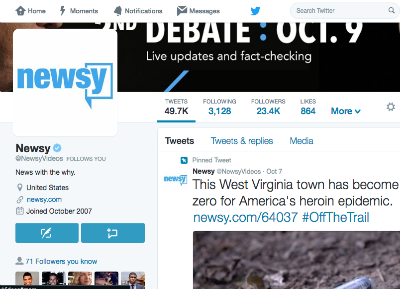 Home Moments Notifications Messages Search Twitter
2ND DEBATE : OCT. 9
Live updates and fact-checking
newsy
TWEETS FOLLOWING FOLLOWERS LIKES
49.7K 3,128 23.4K 864 More
Newsy
@NewsyVideos FOLLOWS YOU
News with the why.
United States
newsy.com
Joined October 2007
71 Followers you know
Tweets Tweets & replies Media
Pinned Tweet
newsy
Newsy @NewsyVideos · Oct 7
This West Virginia town has become
zero for America's heroin epidemic.
newsy.com/64037 #OffTheTrail